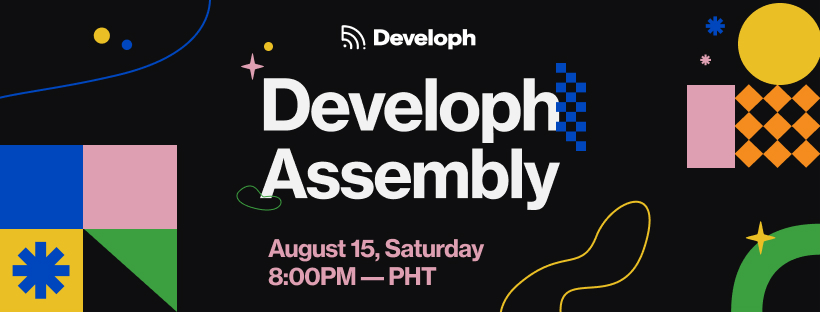 Developh
Developh
Assembly
August 15, Saturday
8:00PM — PHT